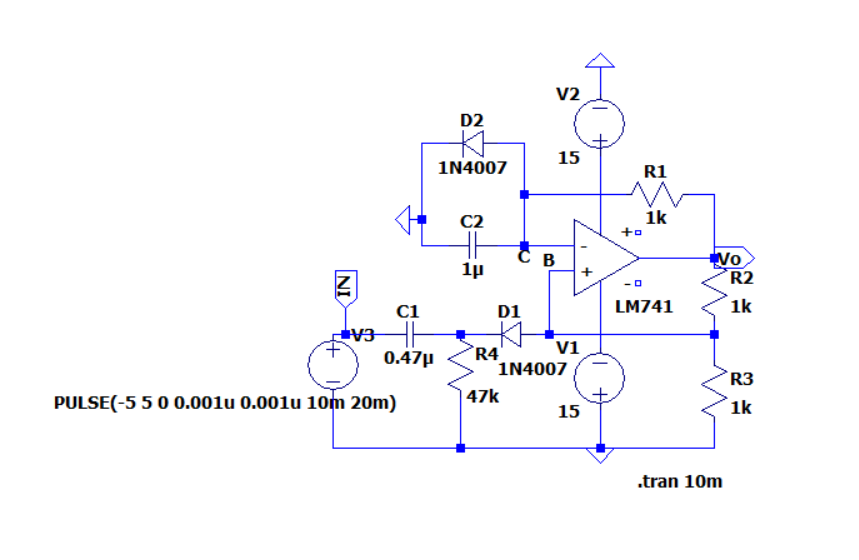 V2
15
D2
1N4007
R1
1k
C2
1µ
C
B
-
+
+
-
LM741
Vo
R2
1k
IN
V3
C1
0.47µ
R4
47k
D1
1N4007
V1
15
R3
1k
PULSE(-5 5 0 0.001u 0.001u 10m 20m)
.tran 10m